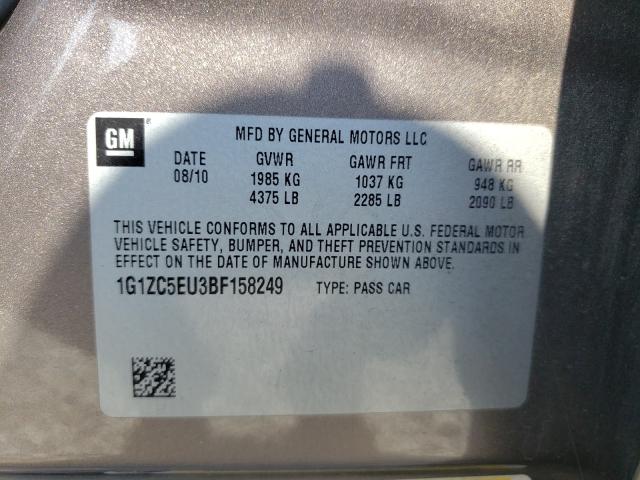 GM
MFD BY GENERAL MOTORS LLC
DATE GVWR GAWR FRT GAWR RR
08/10 1985 KG 1037 KG 948 KG
4375 LB 2285 LB 2090 LB
THIS VEHICLE CONFORMS TO ALL APPLICABLE U.S. FEDERAL MOTOR
VEHICLE SAFETY, BUMPER, AND THEFT PREVENTION STANDARDS IN
EFFECT ON THE DATE OF MANUFACTURE SHOWN ABOVE.
1G1ZC5EU3BF158249 TYPE: PASS CAR